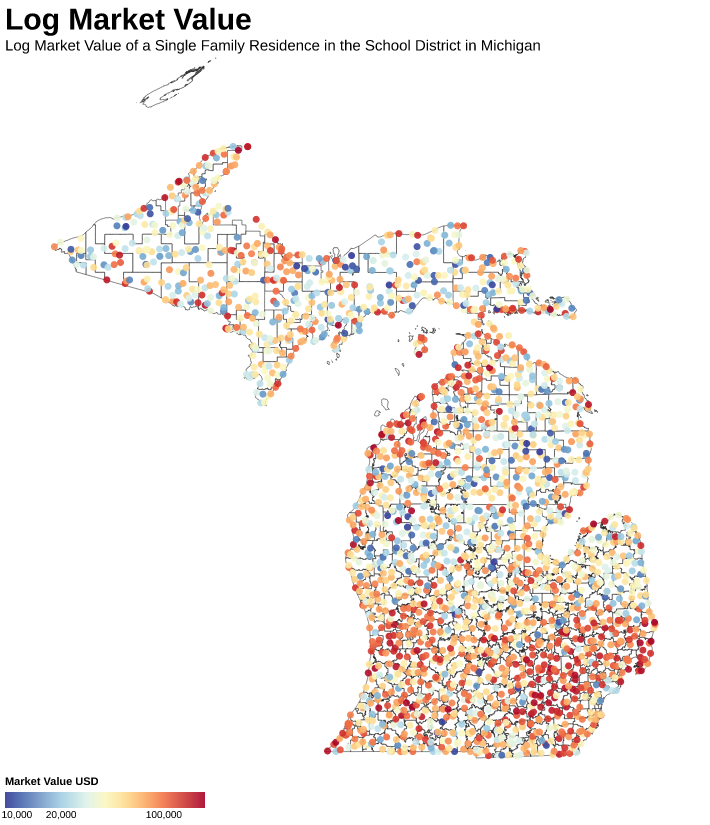 Log Market Value
Log Market Value of a Single Family Residence in the School District in Michigan
Market Value USD
10,000 20,000 100,000